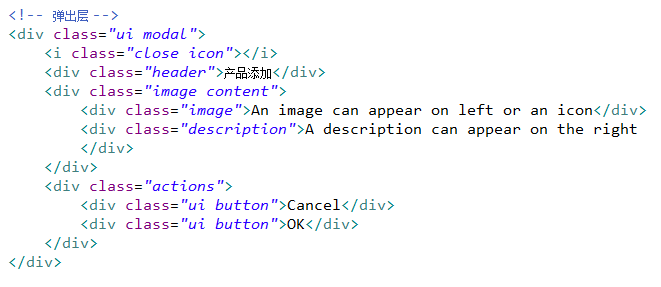 <!-- 弹出层 -->
<div class="ui modal">
    <i class="close icon"></i>
    <div class="header">产品添加</div>
    <div class="image content">
        <div class="image">An image can appear on left or an icon</div>
        <div class="description">A description can appear on the right
        </div>
    </div>
    <div class="actions">
        <div class="ui button">Cancel</div>
        <div class="ui button">OK</div>
    </div>
</div>